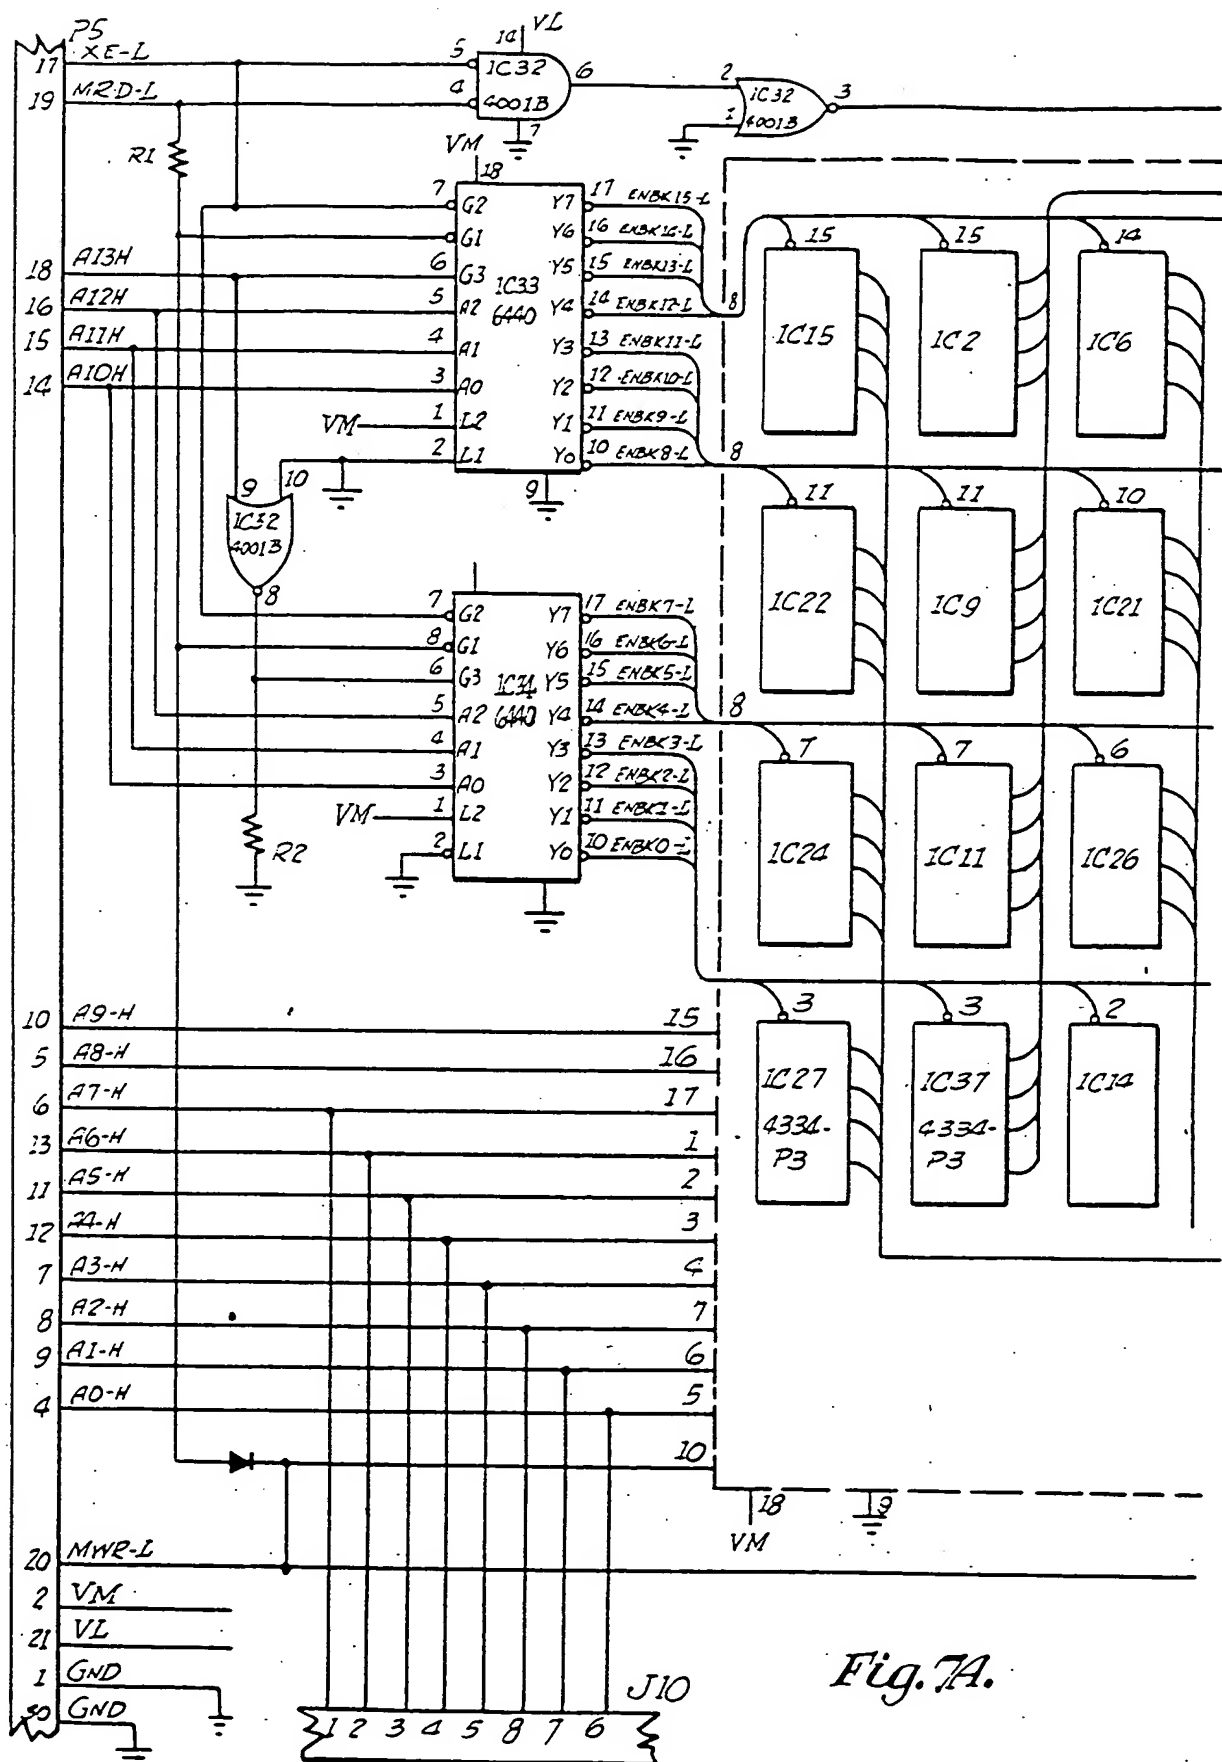 P5
17 XE-L
19 MRD-L
R1
18 A13H
16 A12H
15 A11H
14 A10H
VL
14
5 IC32 6
4 4001B
7
2 IC32 3
1 4001B
VM
18
7 G2 Y7 17 ENBK15-L
G1 Y6 16 ENBK14-L
6 G3 Y5 15 ENBK13-L
5 A2 IC33 6440 Y4 14 ENBK12-L
4 A1 Y3 13 ENBK11-L
3 A0 Y2 12 ENBK10-L
VM 1 L2 Y1 11 ENBK9-L
2 L1 Y0 10 ENBK8-L
9
9 10
IC32
4001B
8
R2
7 G2 Y7 17 ENBK7-L
8 G1 Y6 16 ENBK6-L
6 G3 Y5 15 ENBK5-L
5 A2 IC34 6440 Y4 14 ENBK4-L
4 A1 Y3 13 ENBK3-L
3 A0 Y2 12 ENBK2-L
VM 1 L2 Y1 11 ENBK1-L
2 L1 Y0 10 ENBK0-L
8 15 15 14
IC15 IC2 IC6
8 11 11 10
IC22 IC9 IC21
8 7 7 6
IC24 IC11 IC26
3 3 2
IC27 IC37 IC14
4334- 4334-
P3 P3
10 A9-H 15
5 A8-H 16
6 A7-H 17
13 A6-H 1
11 A5-H 2
12 A4-H 3
7 A3-H 4
8 A2-H 7
9 A1-H 6
4 A0-H 5
10
18 9
VM
20 MWR-L
2 VM
21 VL
1 GND
GND
J10
1 2 3 4 5 8 7 6
Fig. 7A.